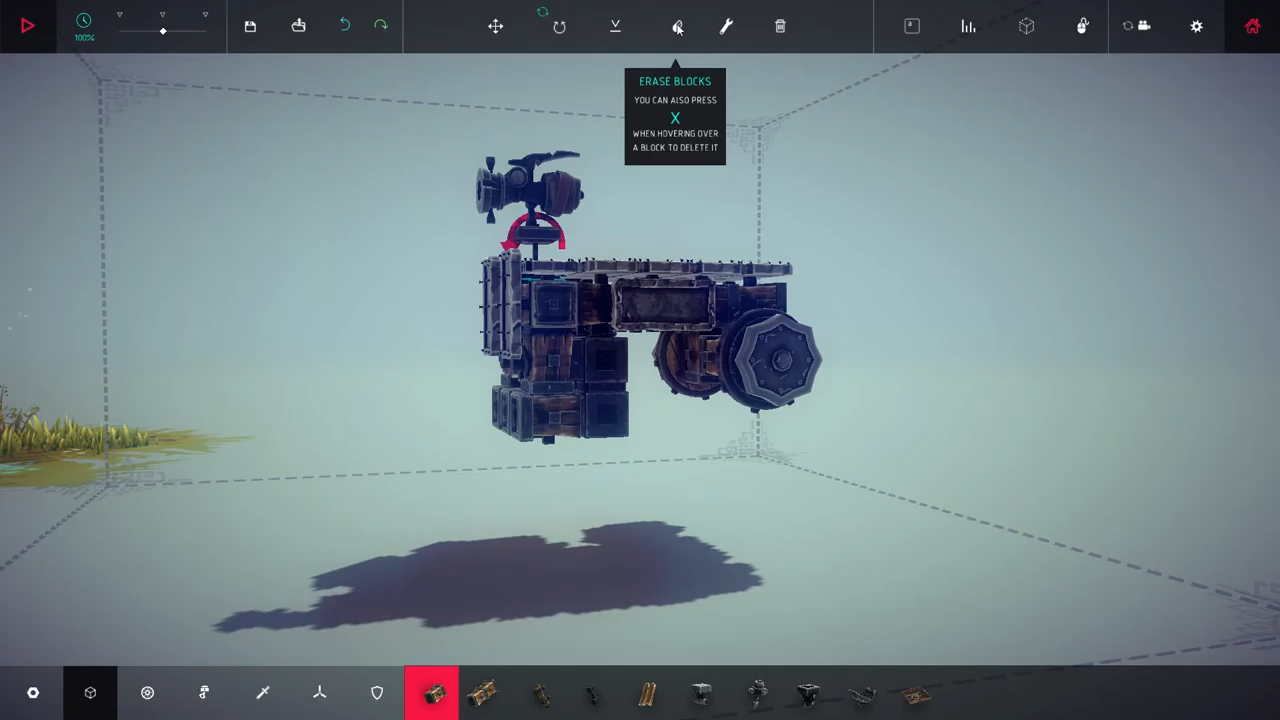 100%
ERASE BLOCKS
YOU CAN ALSO PRESS
X
WHEN HOVERING OVER
A BLOCK TO DELETE IT